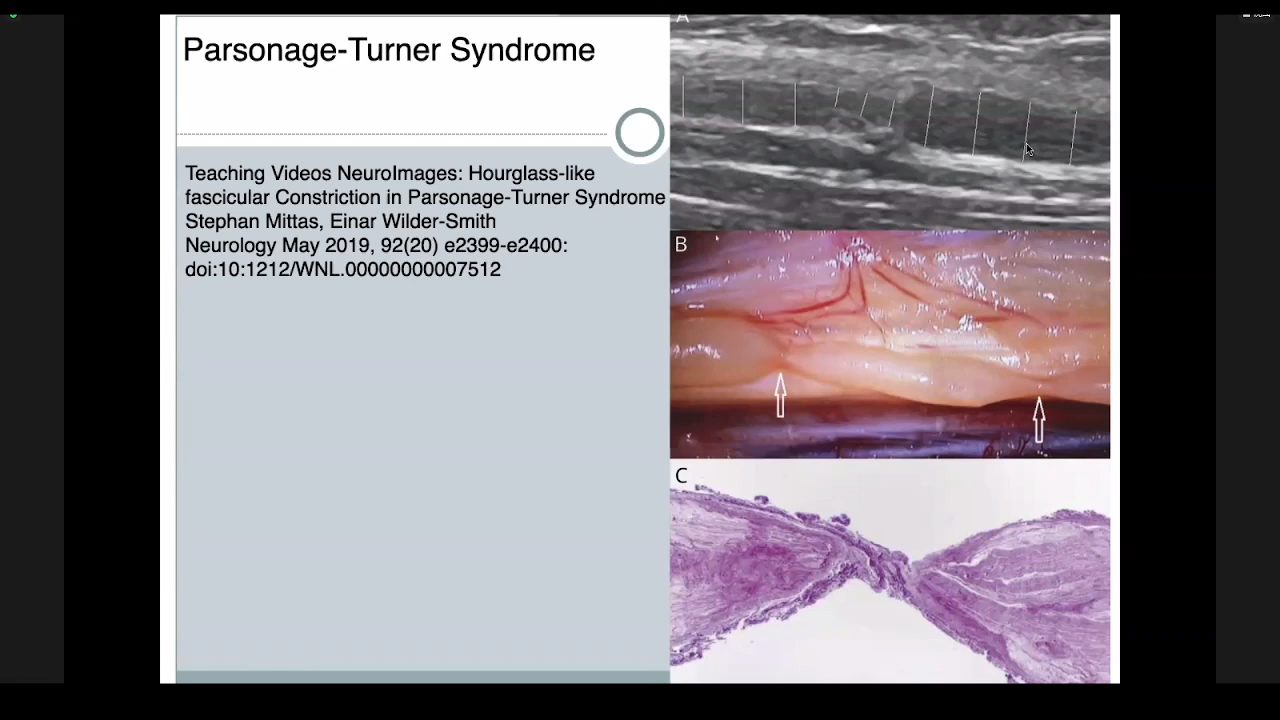 Parsonage-Turner Syndrome
Teaching Videos NeuroImages: Hourglass-like
fascicular Constriction in Parsonage-Turner Syndrome
Stephan Mittas, Einar Wilder-Smith
Neurology May 2019, 92(20) e2399-e2400:
doi:10:1212/WNL.00000000007512
A
B
C